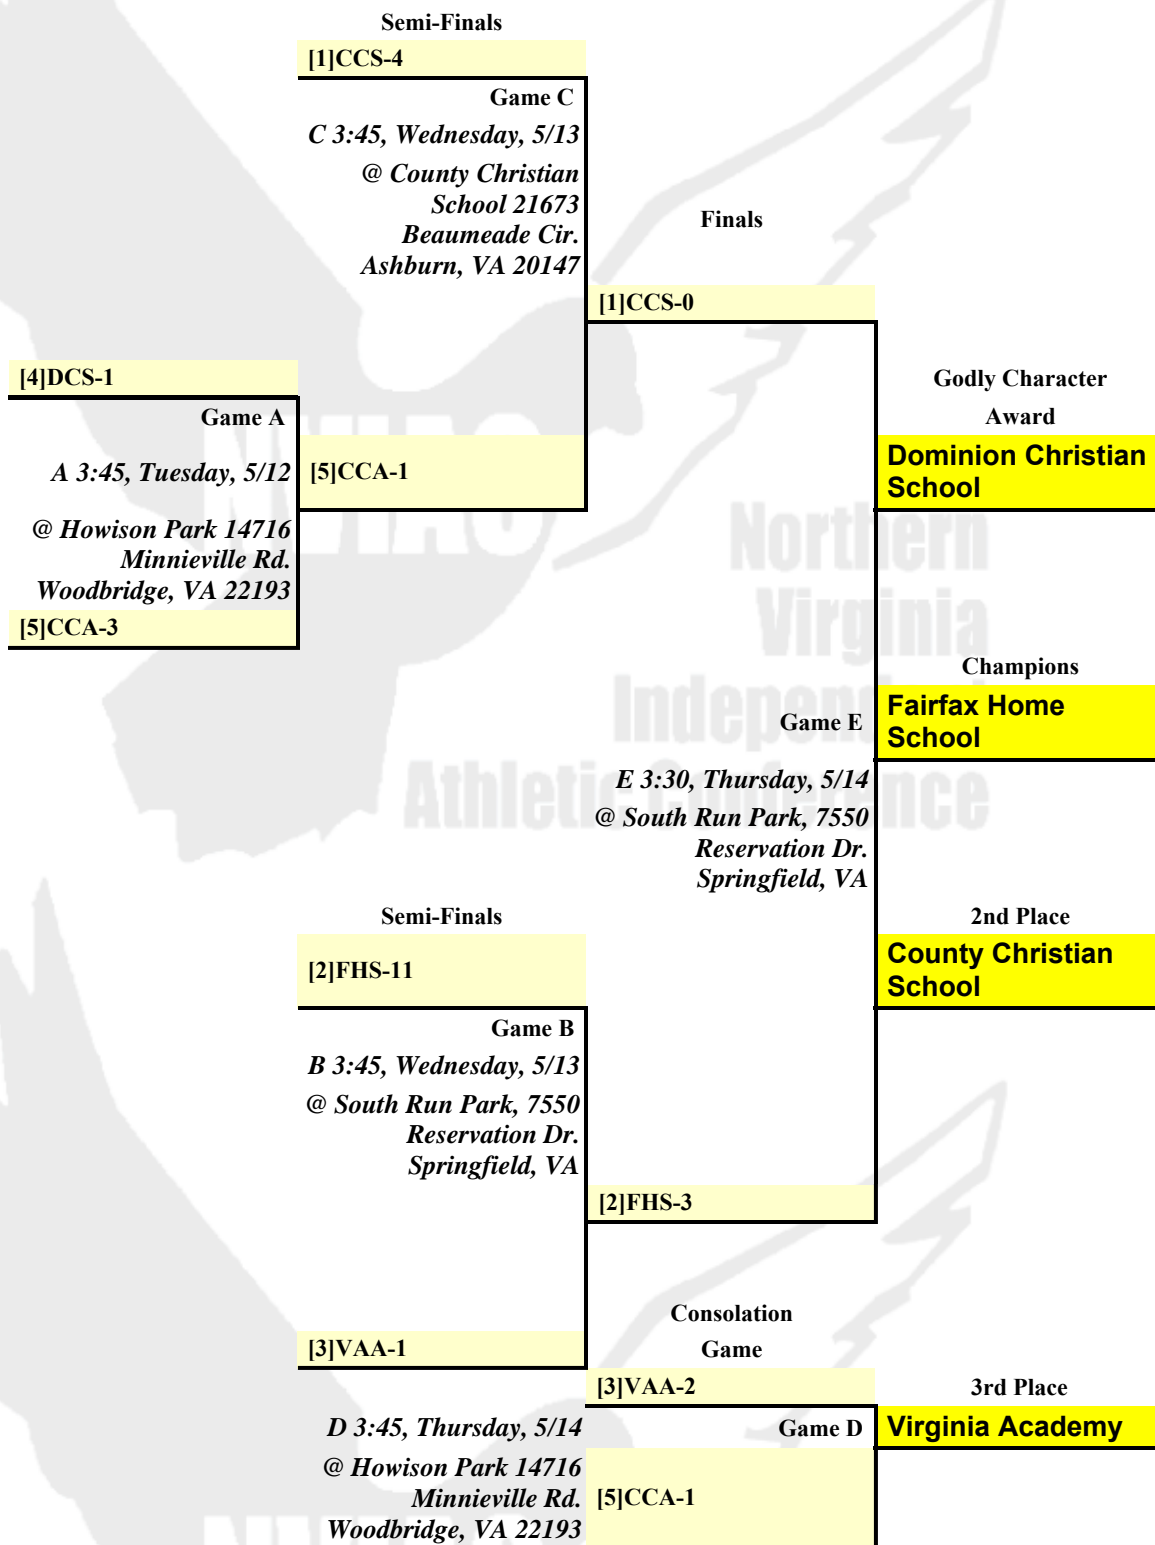 Semi-Finals
[1]CCS-4
Game C
C 3:45, Wednesday, 5/13
@ County Christian
School 21673
Beaumeade Cir.
Ashburn, VA 20147
Finals
[1]CCS-0
[4]DCS-1
Game A
A 3:45, Tuesday, 5/12
@ Howison Park 14716
Minnieville Rd.
Woodbridge, VA 22193
[5]CCA-3
[5]CCA-1
Godly Character
Award
Dominion Christian
School
Northern
Virginia
Independent
Athletic Conference
NVIAC
Champions
Fairfax Home
School
Game E
E 3:30, Thursday, 5/14
@ South Run Park, 7550
Reservation Dr.
Springfield, VA
2nd Place
County Christian
School
Semi-Finals
[2]FHS-11
Game B
B 3:45, Wednesday, 5/13
@ South Run Park, 7550
Reservation Dr.
Springfield, VA
[2]FHS-3
[3]VAA-1
Consolation
Game
[3]VAA-2
3rd Place
Virginia Academy
Game D
D 3:45, Thursday, 5/14
@ Howison Park 14716
Minnieville Rd.
Woodbridge, VA 22193
[5]CCA-1